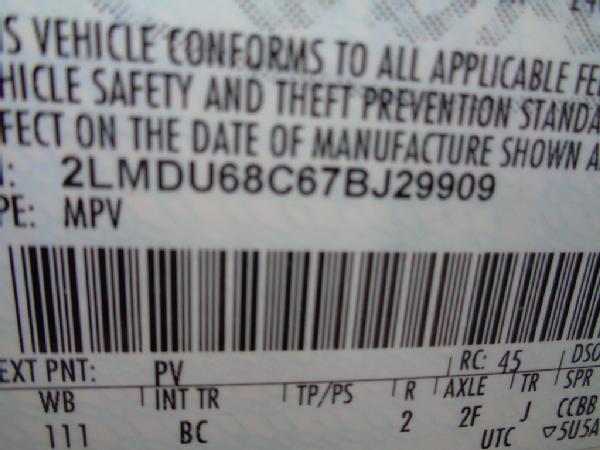 S VEHICLE CONFORMS TO ALL APPLICABLE FE
HICLE SAFETY AND THEFT PREVENTION STANDA
FECT ON THE DATE OF MANUFACTURE SHOWN A
: 2LMDU68C67BJ29909
PE: MPV
EXT PNT: PV RC: 45 DSO
WB INT TR TP/PS R AXLE TR SPR
111 BC 2 2F J CCBB
UTC ▽5U5A